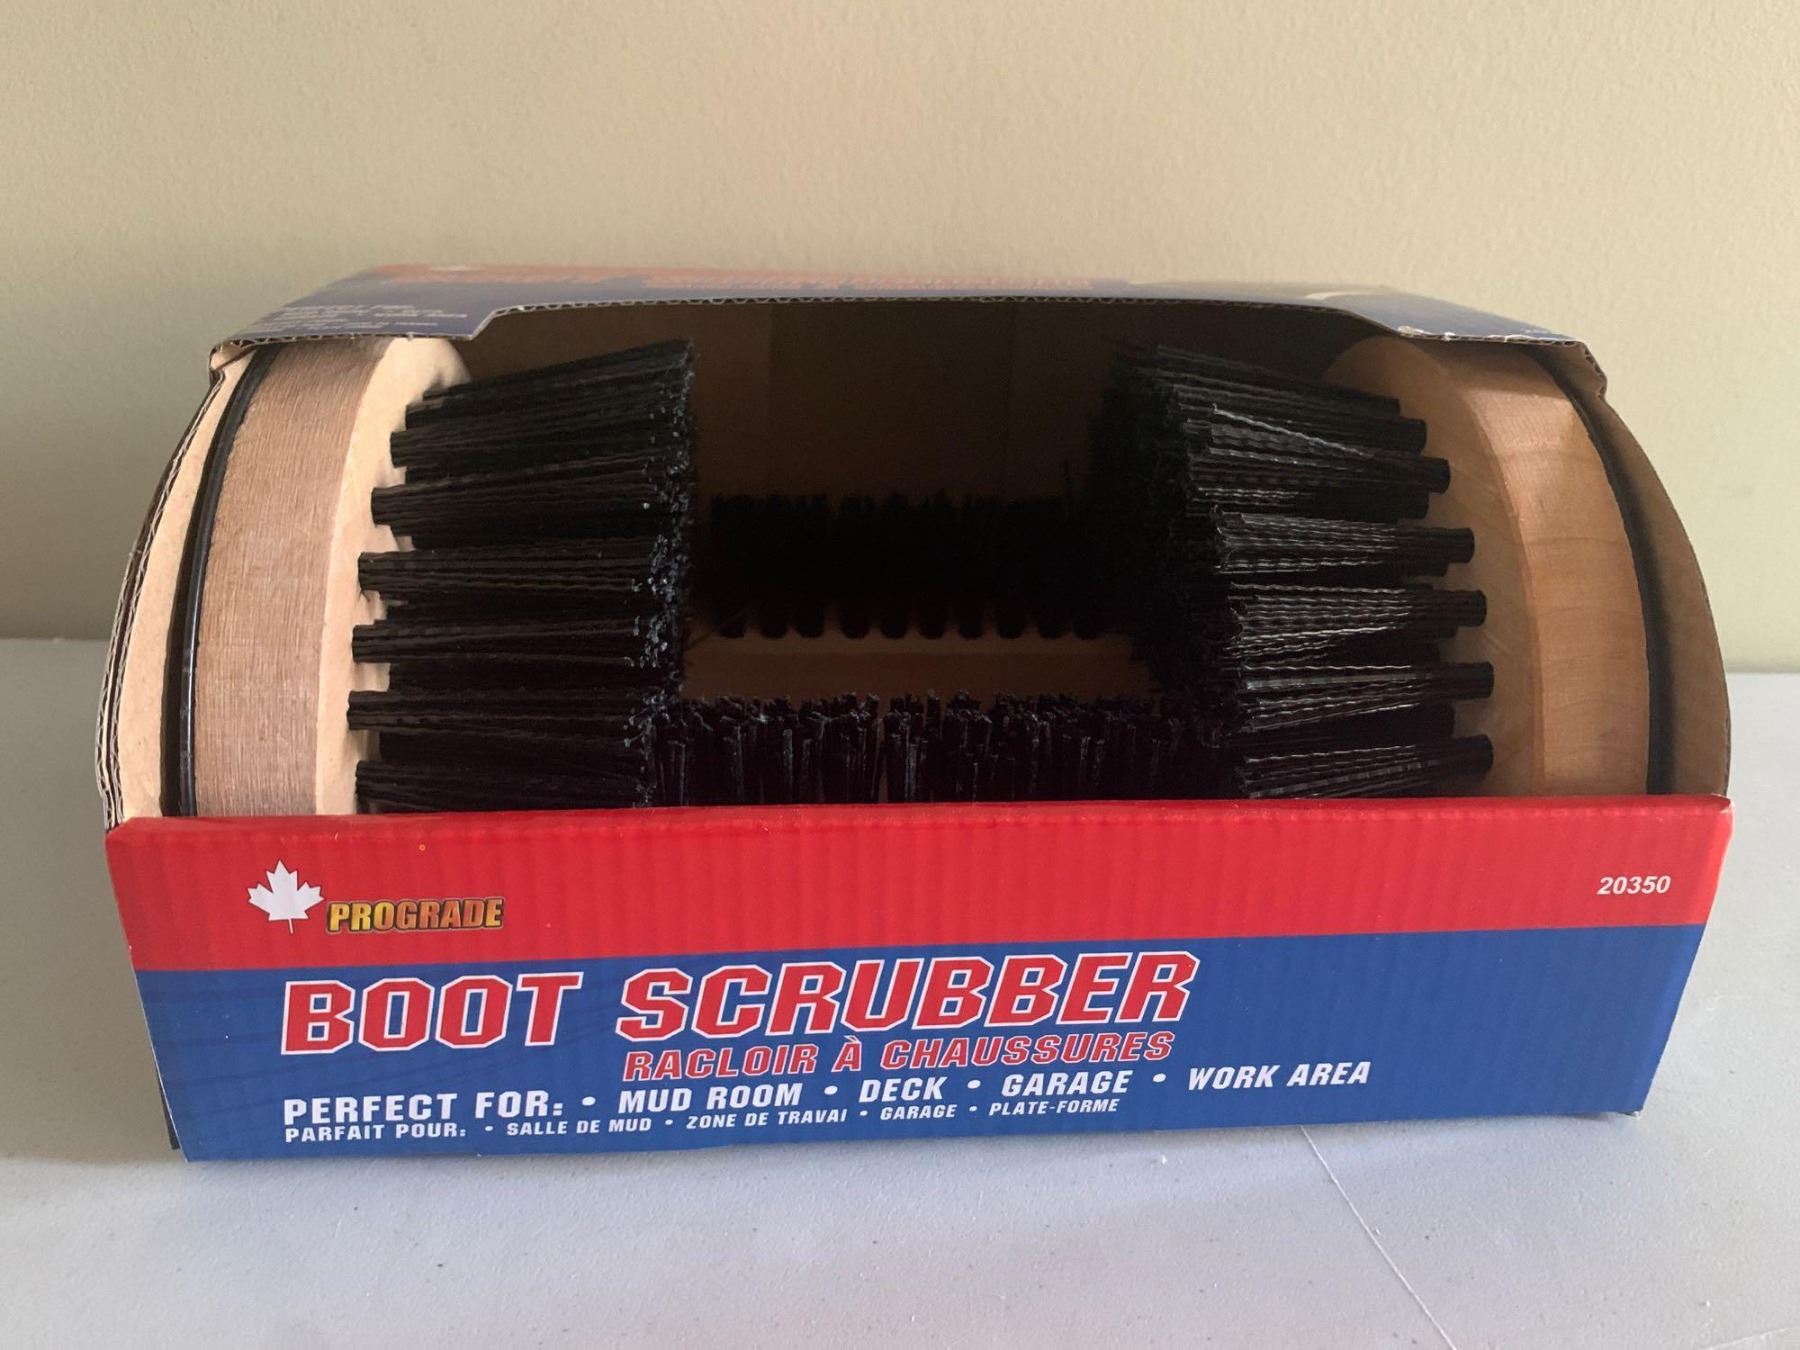 PROGRADE
20350
BOOT SCRUBBER
RACLOIR À CHAUSSURES
PERFECT FOR: • MUD ROOM • DECK • GARAGE • WORK AREA
PARFAIT POUR: • SALLE DE MUD • ZONE DE TRAVAI • GARAGE • PLATE-FORME